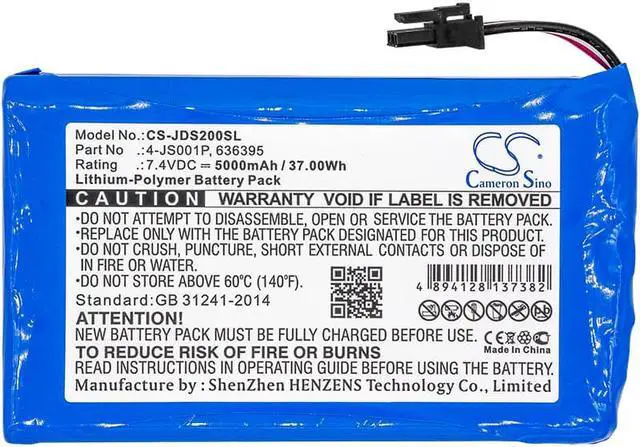 Model No.:CS-JDS200SL
Part No :4-JS001P, 636395
Rating :7.4VDC ⎓ 5000mAh / 37.00Wh
Lithium-Polymer Battery Pack
CS
Cameron Sino
CAUTION WARRANTY VOID IF LABEL IS REMOVED
•DO NOT ATTEMPT TO DISASSEMBLE, OPEN OR SERVICE THE BATTERY PACK.
•REPLACE ONLY WITH THE BATTERY PACK DESIGNATED FOR THIS PRODUCT.
•DO NOT CRUSH, PUNCTURE, SHORT EXTERNAL CONTACTS OR DISPOSE OF
IN FIRE OR WATER.
•DO NOT STORE ABOVE 60℃ (140℉).
Standard:GB 31241-2014
4 894128 137382
ATTENTION!
NEW BATTERY PACK MUST BE FULLY CHARGED BEFORE USE.
TO REDUCE RISK OF FIRE OR BURNS
READ INSTRUCTIONS IN OPERATING GUIDE BEFORE USING BATTERY.
CE
Made In China
Manufacturer : ShenZhen HENZENS Technology Co., Limited